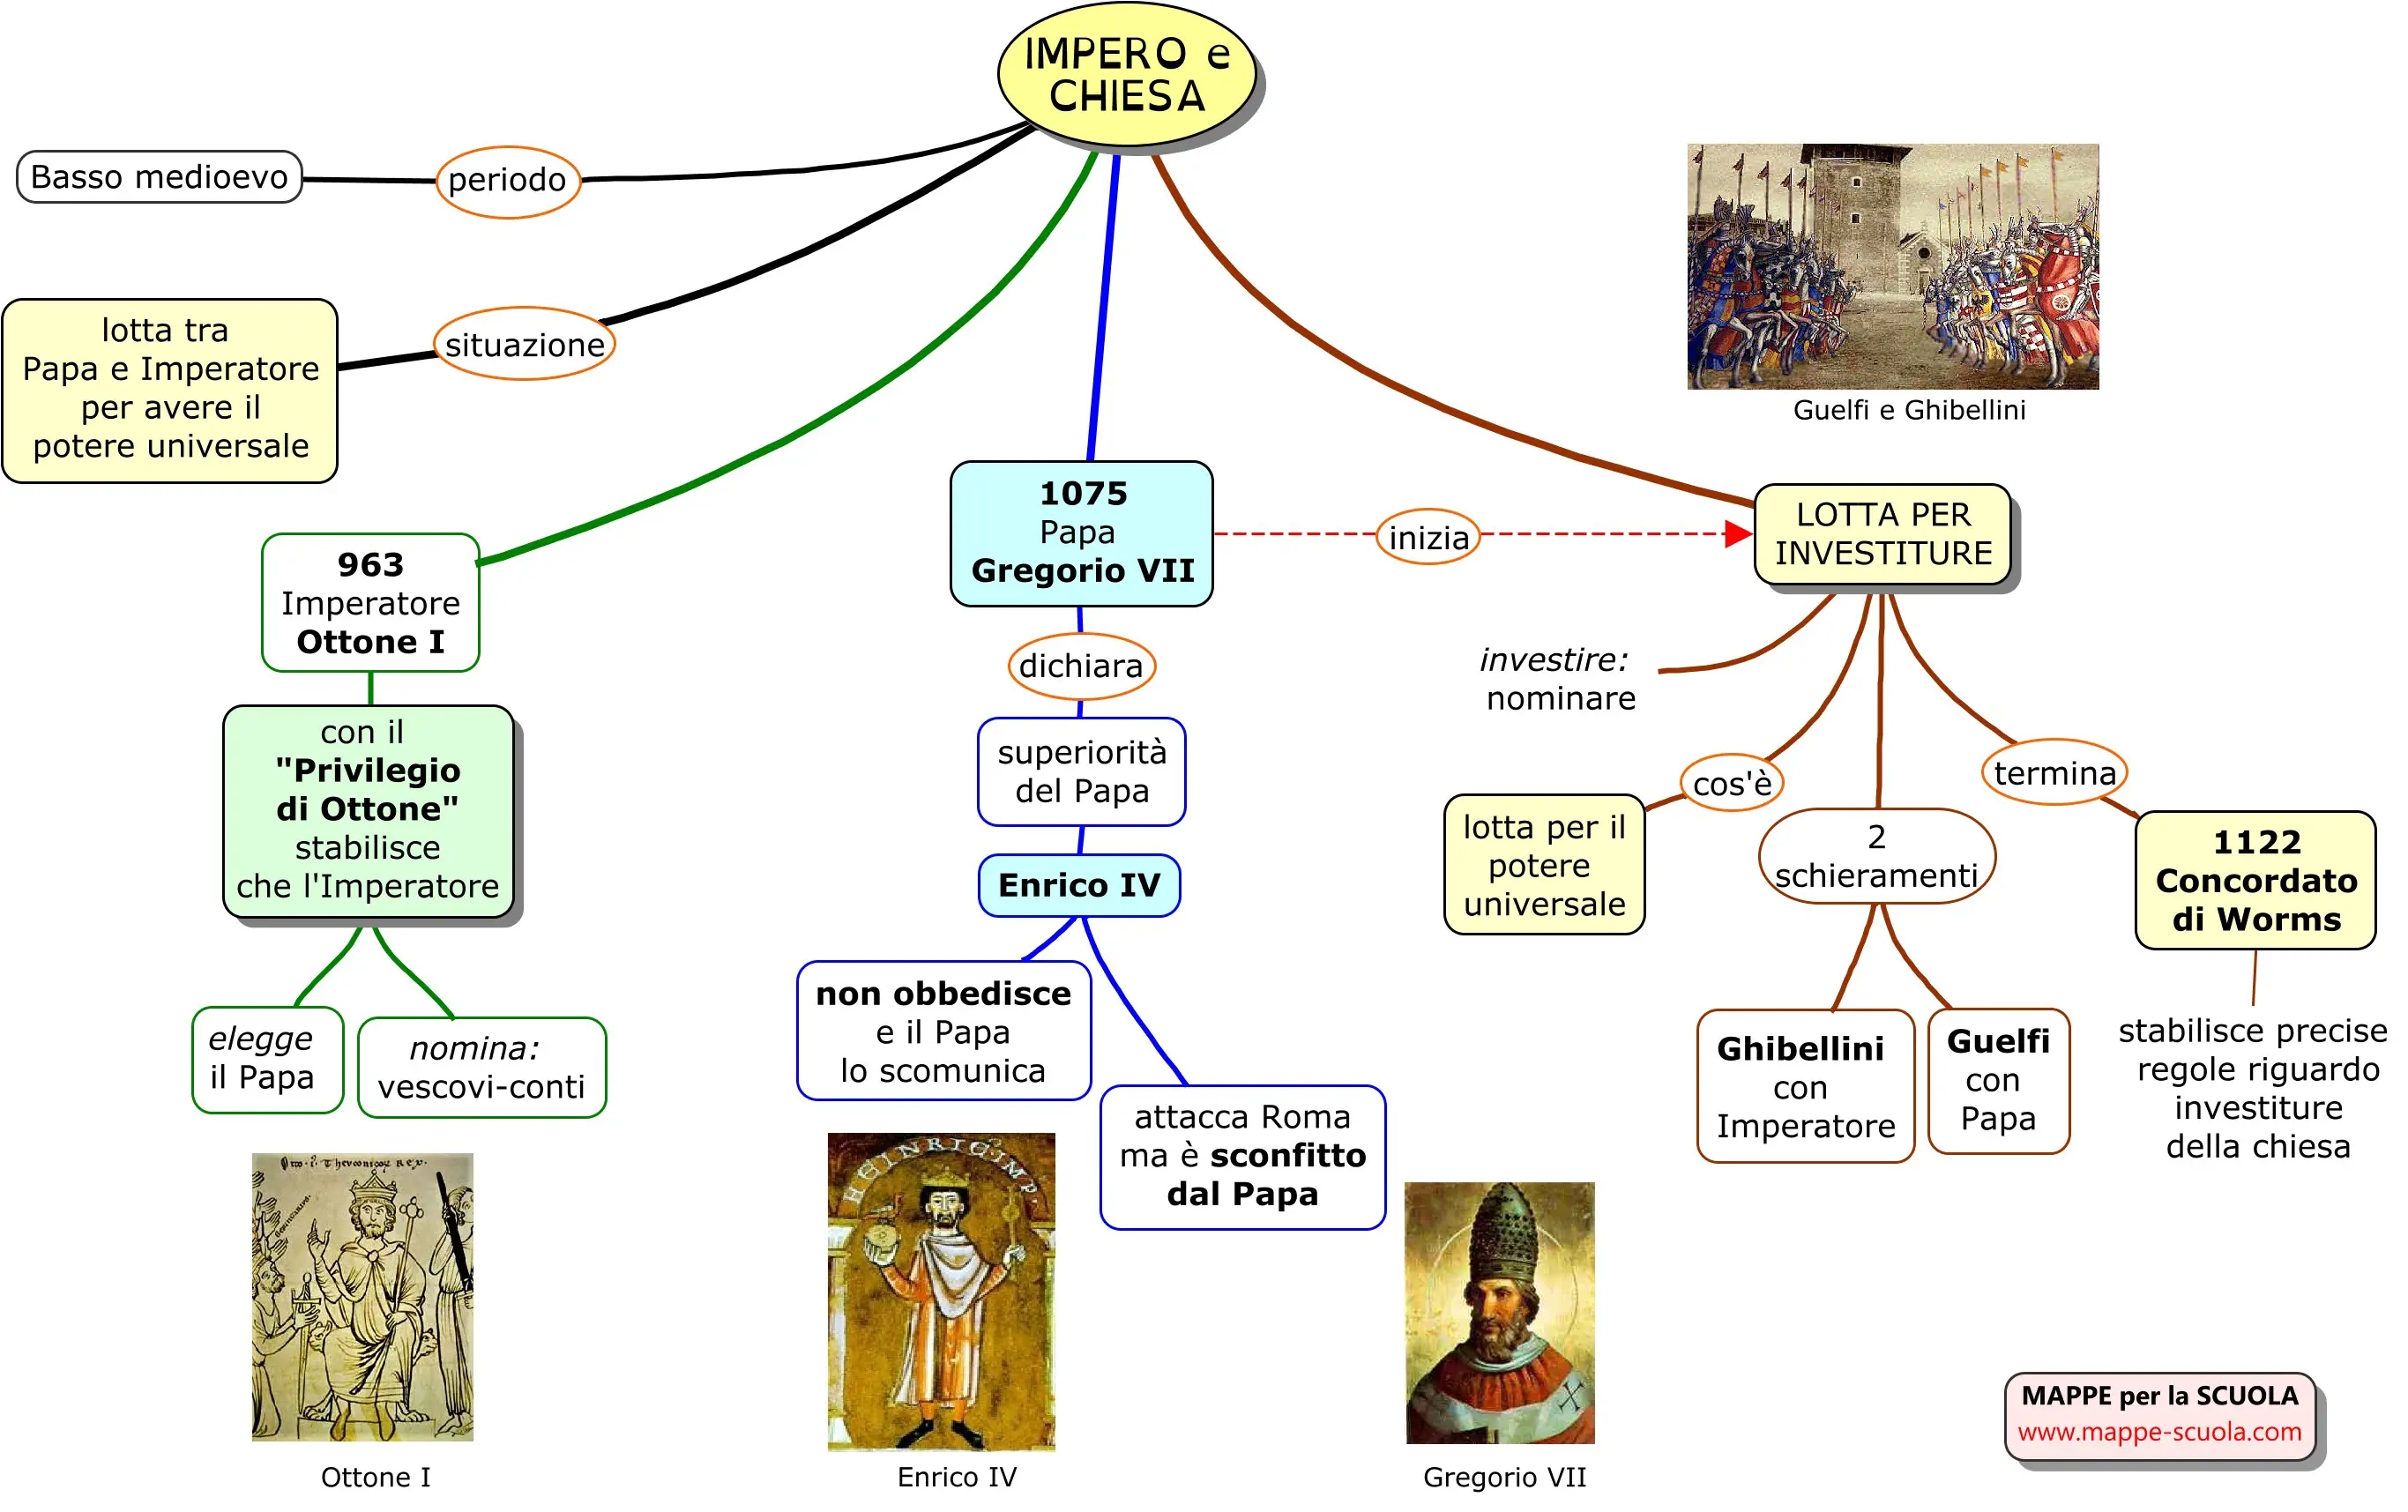 IMPERO e
CHIESA
Basso medioevo
periodo
situazione
lotta tra
Papa e Imperatore
per avere il
potere universale
Guelfi e Ghibellini
963
Imperatore
Ottone I
con il
"Privilegio
di Ottone"
stabilisce
che l'Imperatore
elegge
il Papa
nomina:
vescovi-conti
Ottone I
1075
Papa
Gregorio VII
inizia
dichiara
superiorità
del Papa
Enrico IV
non obbedisce
e il Papa
lo scomunica
attacca Roma
ma è sconfitto
dal Papa
HEINRIC·IMP·
Enrico IV
Gregorio VII
LOTTA PER
INVESTITURE
investire:
nominare
cos'è
lotta per il
potere
universale
2
schieramenti
Ghibellini
con
Imperatore
Guelfi
con
Papa
termina
1122
Concordato
di Worms
stabilisce precise
regole riguardo
investiture
della chiesa
MAPPE per la SCUOLA
www.mappe-scuola.com